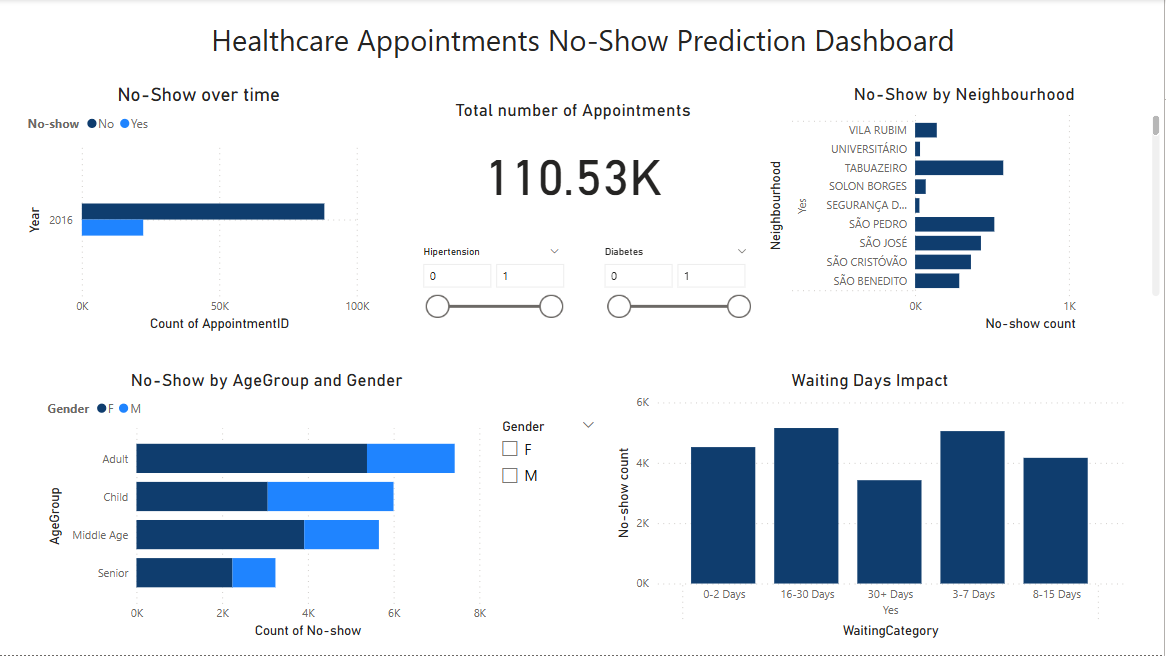 Healthcare Appointments No-Show Prediction Dashboard
No-Show over time
No-show No Yes
Year
2016
0K 50K 100K
Count of AppointmentID
Total number of Appointments
110.53K
Hipertension
0 1
Diabetes
0 1
No-Show by Neighbourhood
Neighbourhood
Yes
VILA RUBIM
UNIVERSITÁRIO
TABUAZEIRO
SOLON BORGES
SEGURANÇA D...
SÃO PEDRO
SÃO JOSÉ
SÃO CRISTÓVÃO
SÃO BENEDITO
0K 1K
No-show count
No-Show by AgeGroup and Gender
Gender F M
AgeGroup
Adult
Child
Middle Age
Senior
0K 2K 4K 6K 8K
Count of No-show
Gender
F
M
Waiting Days Impact
No-show count
6K
4K
2K
0K
0-2 Days 16-30 Days 30+ Days 3-7 Days 8-15 Days
Yes
WaitingCategory